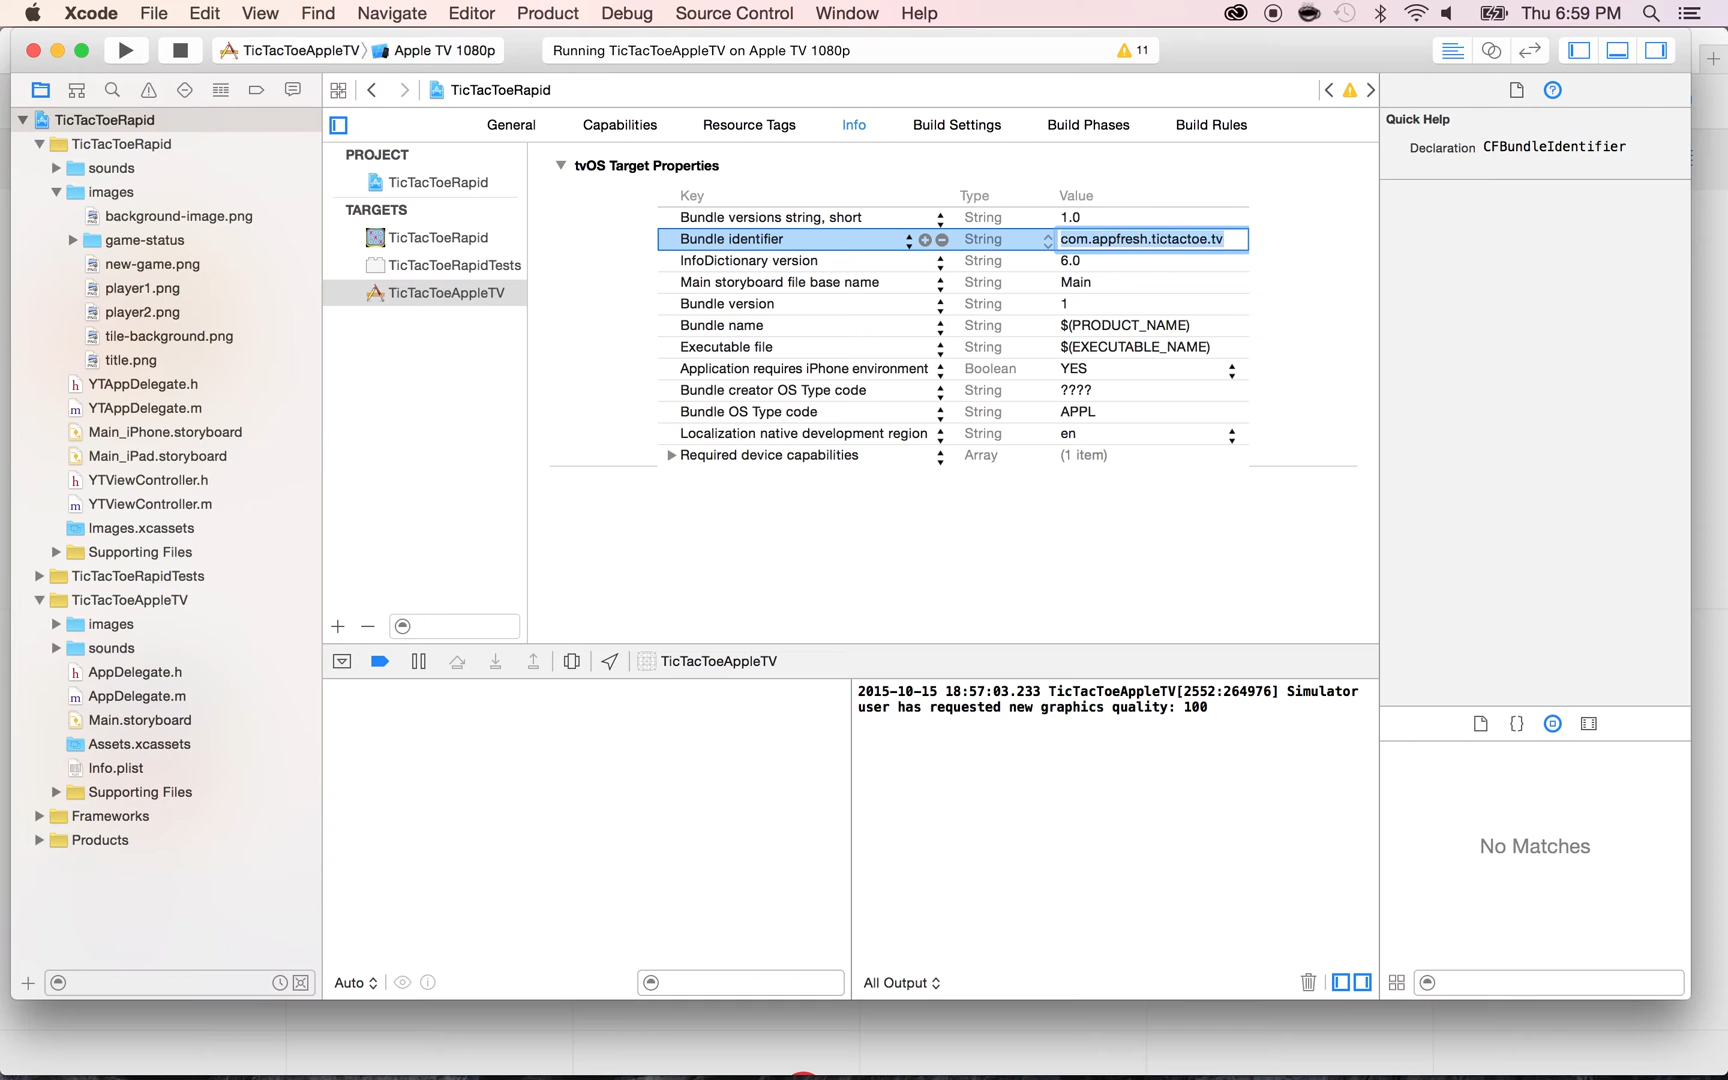 Xcode File Edit View Find Navigate Editor Product Debug Source Control Window Help Thu 6:59 PM
TicTacToeAppleTV Apple TV 1080p Running TicTacToeAppleTV on Apple TV 1080p 11
TicTacToeRapid
General Capabilities Resource Tags Info Build Settings Build Phases Build Rules
TicTacToeRapid
TicTacToeRapid
sounds
images
background-image.png
game-status
new-game.png
player1.png
player2.png
tile-background.png
title.png
YTAppDelegate.h
YTAppDelegate.m
Main_iPhone.storyboard
Main_iPad.storyboard
YTViewController.h
YTViewController.m
Images.xcassets
Supporting Files
TicTacToeRapidTests
TicTacToeAppleTV
images
sounds
AppDelegate.h
AppDelegate.m
Main.storyboard
Assets.xcassets
Info.plist
Supporting Files
Frameworks
Products
PROJECT
TicTacToeRapid
TARGETS
TicTacToeRapid
TicTacToeRapidTests
TicTacToeAppleTV
tvOS Target Properties
Key Type Value
Bundle versions string, short String 1.0
Bundle identifier String com.appfresh.tictactoe.tv
InfoDictionary version String 6.0
Main storyboard file base name String Main
Bundle version String 1
Bundle name String $(PRODUCT_NAME)
Executable file String $(EXECUTABLE_NAME)
Application requires iPhone environment Boolean YES
Bundle creator OS Type code String ????
Bundle OS Type code String APPL
Localization native development region String en
Required device capabilities Array (1 item)
TicTacToeAppleTV
2015-10-15 18:57:03.233 TicTacToeAppleTV[2552:264976] Simulator
user has requested new graphics quality: 100
Auto
All Output
Quick Help
Declaration CFBundleIdentifier
No Matches